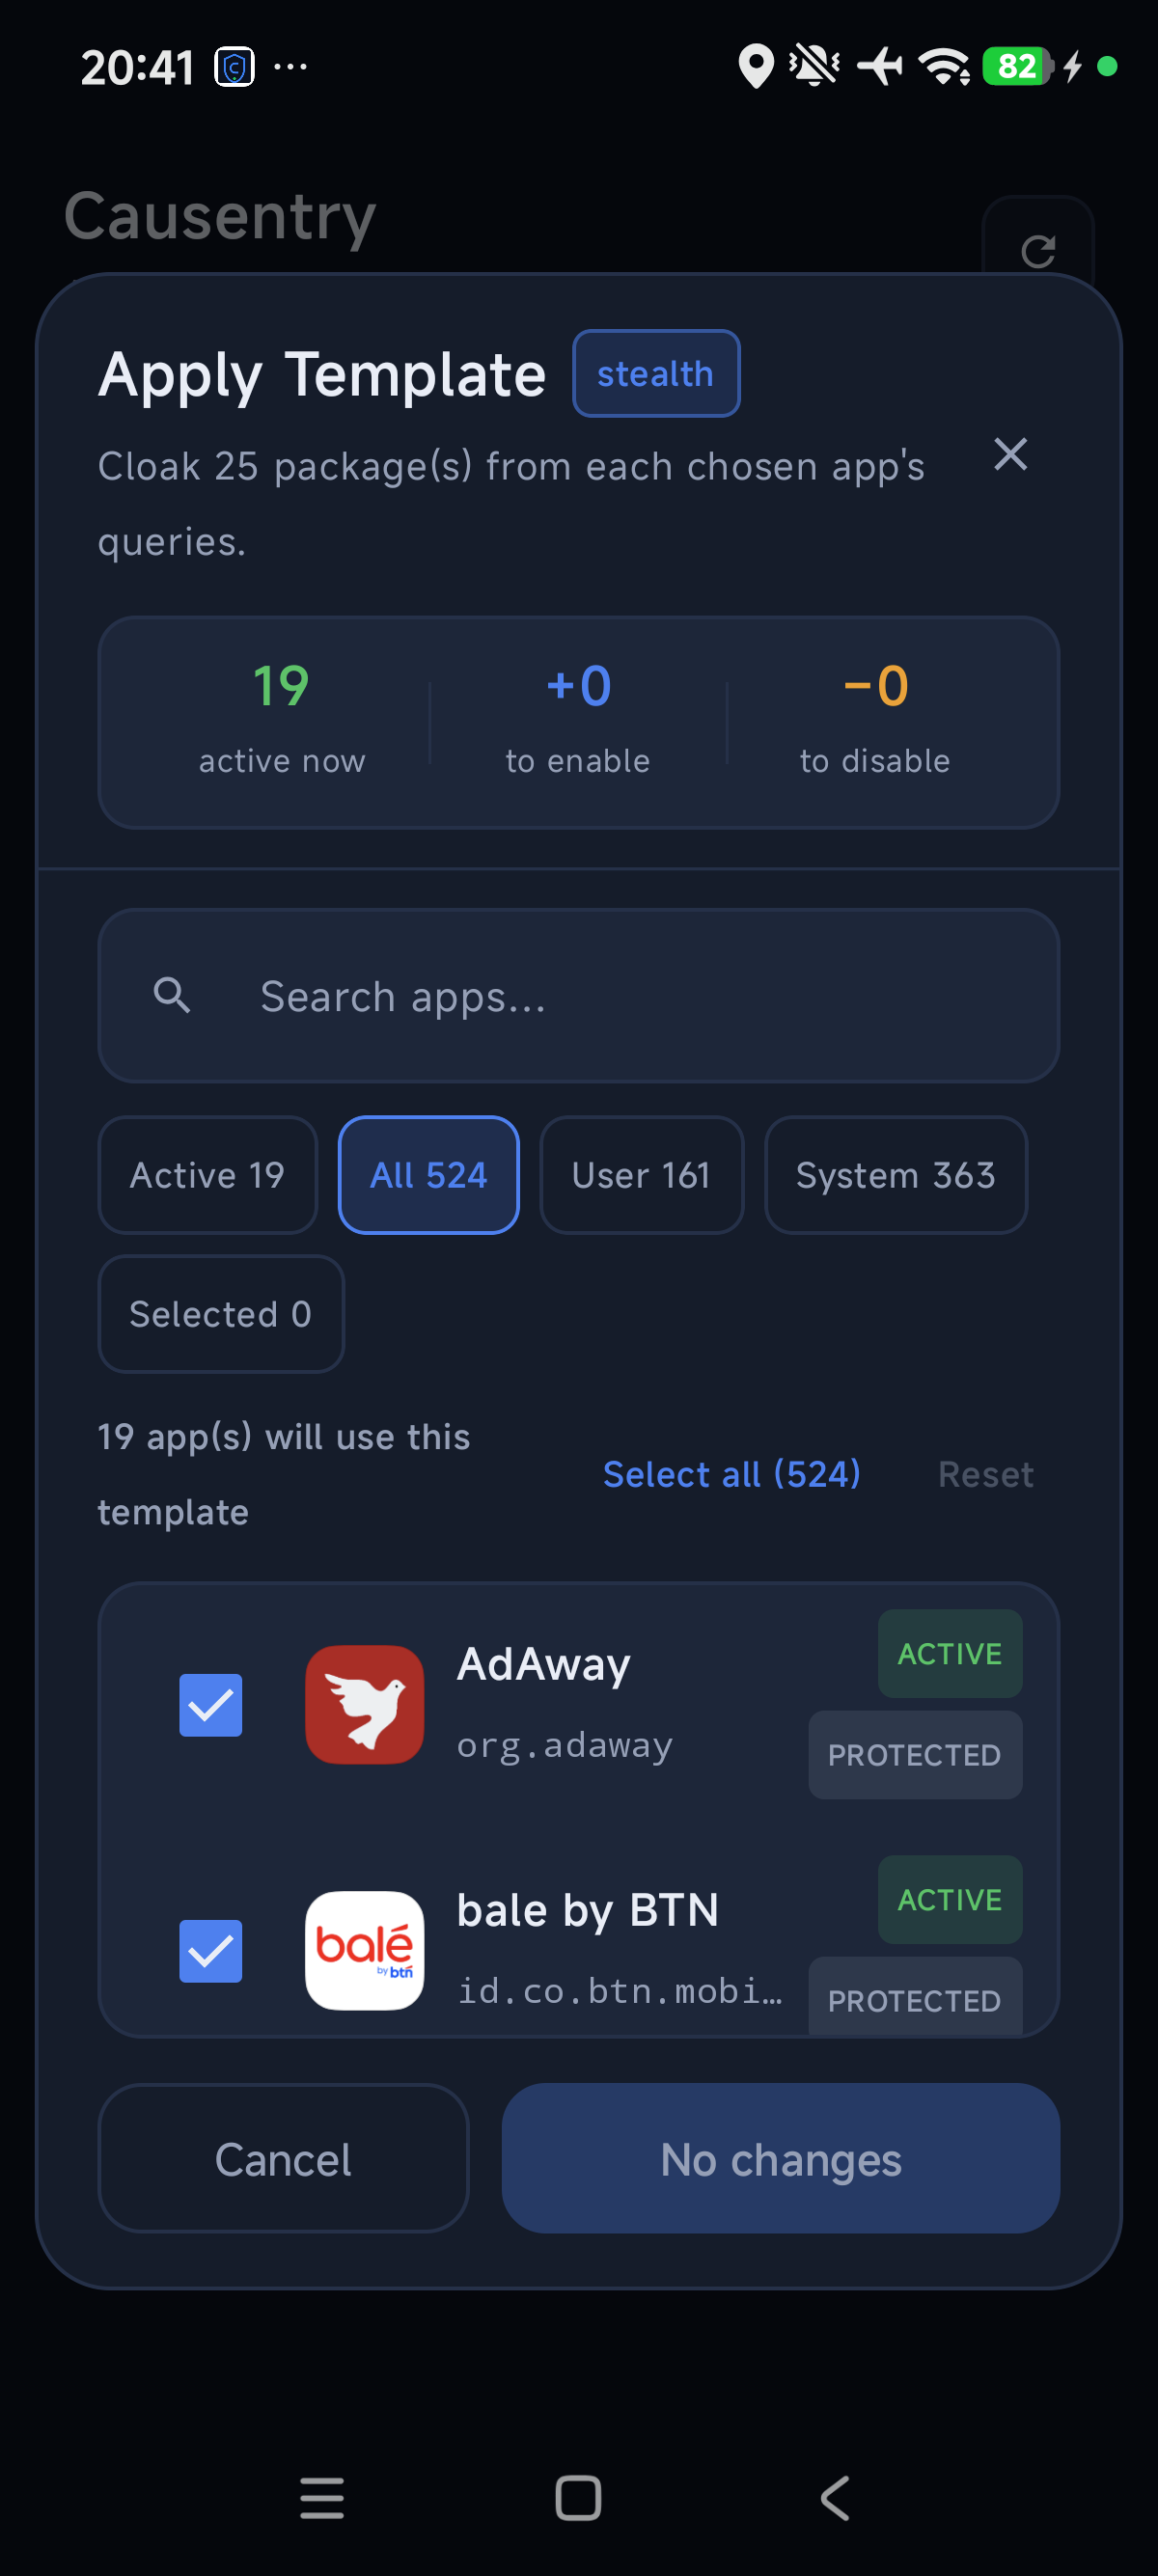 20:41
82
Causentry
Apply Template
stealth
Cloak 25 package(s) from each chosen app's
queries.
19
+0
−0
active now
to enable
to disable
Search apps...
Active 19
All 524
User 161
System 363
Selected 0
19 app(s) will use this
template
Select all (524)
Reset
AdAway
org.adaway
ACTIVE
PROTECTED
balé
by btn
bale by BTN
id.co.btn.mobi…
ACTIVE
PROTECTED
Cancel
No changes